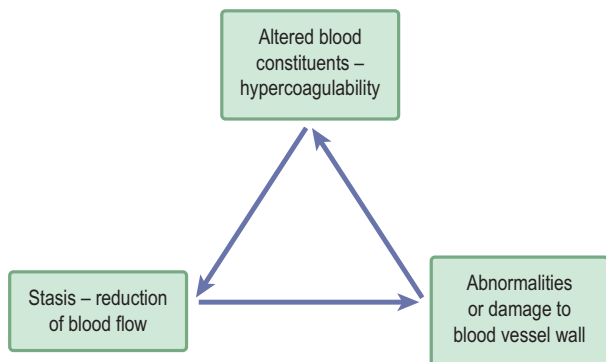 Altered blood
constituents –
hypercoagulability
Stasis – reduction
of blood flow
Abnormalities
or damage to
blood vessel wall